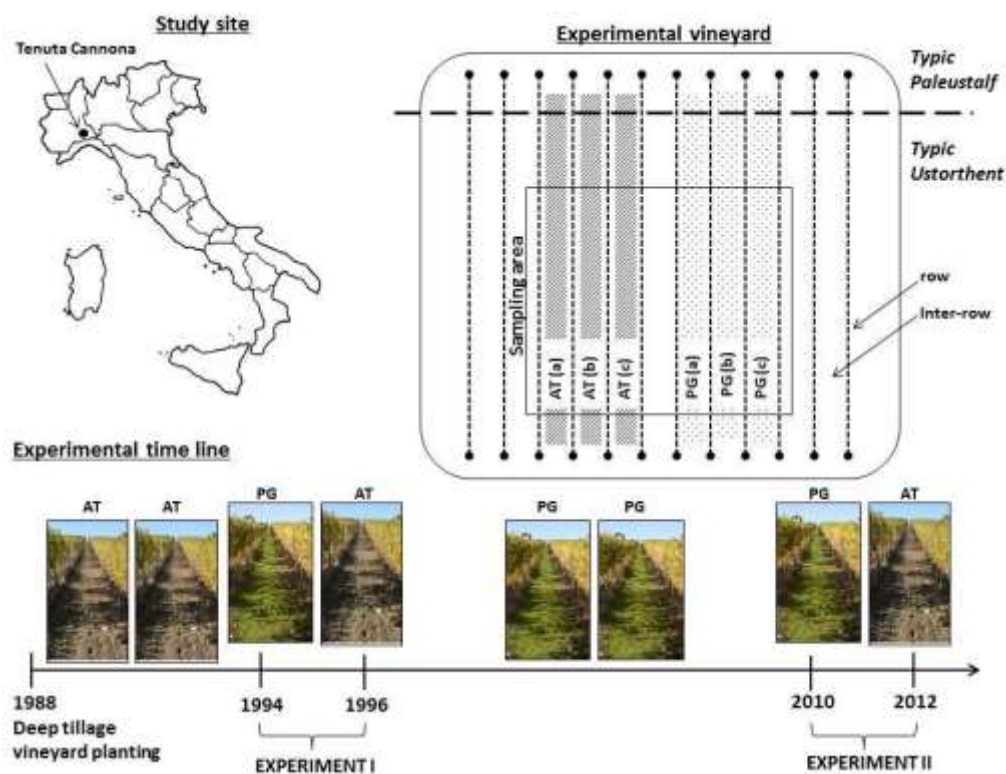 Study site
Tenuta Cannona
Experimental vineyard
Typic
Paleustalf
Typic
Ustorthent
Sampling area
row
Inter-row
AT (a)
AT (b)
AT (c)
PG (a)
PG (b)
PG (c)
Experimental time line
AT
AT
PG
AT
PG
PG
PG
AT
1988
1994
1996
2010
2012
Deep tillage
vineyard planting
EXPERIMENT I
EXPERIMENT II